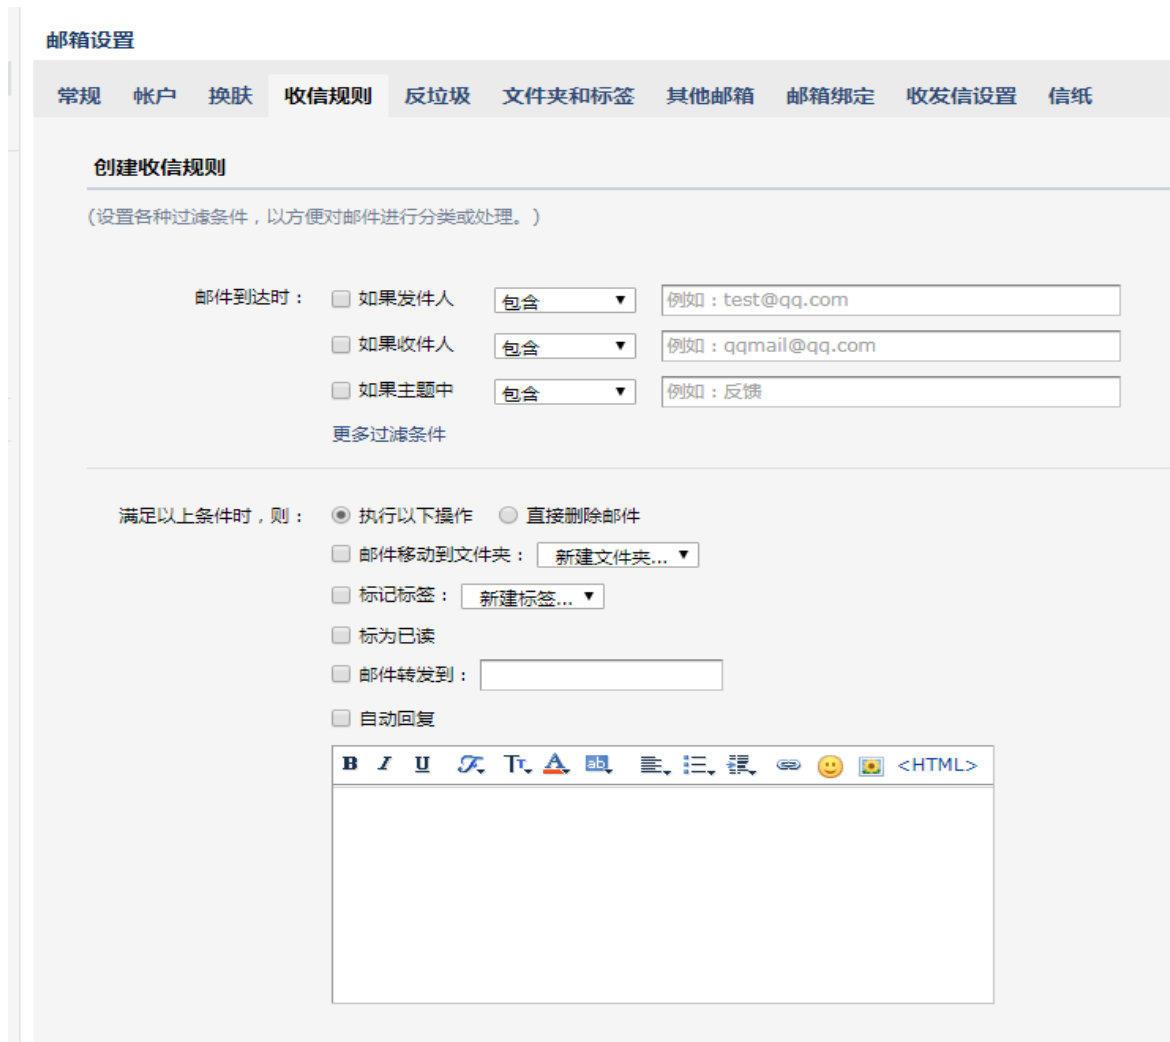 邮箱设置
常规 帐户 换肤 收信规则 反垃圾 文件夹和标签 其他邮箱 邮箱绑定 收发信设置 信纸
创建收信规则
(设置各种过滤条件，以方便对邮件进行分类或处理。)
邮件到达时： 如果发件人 包含 例如：test@qq.com
如果收件人 包含 例如：qqmail@qq.com
如果主题中 包含 例如：反馈
更多过滤条件
满足以上条件时，则： 执行以下操作 直接删除邮件
邮件移动到文件夹： 新建文件夹...
标记标签： 新建标签...
标为已读
邮件转发到：
自动回复
B I U F Tr A ab <HTML>